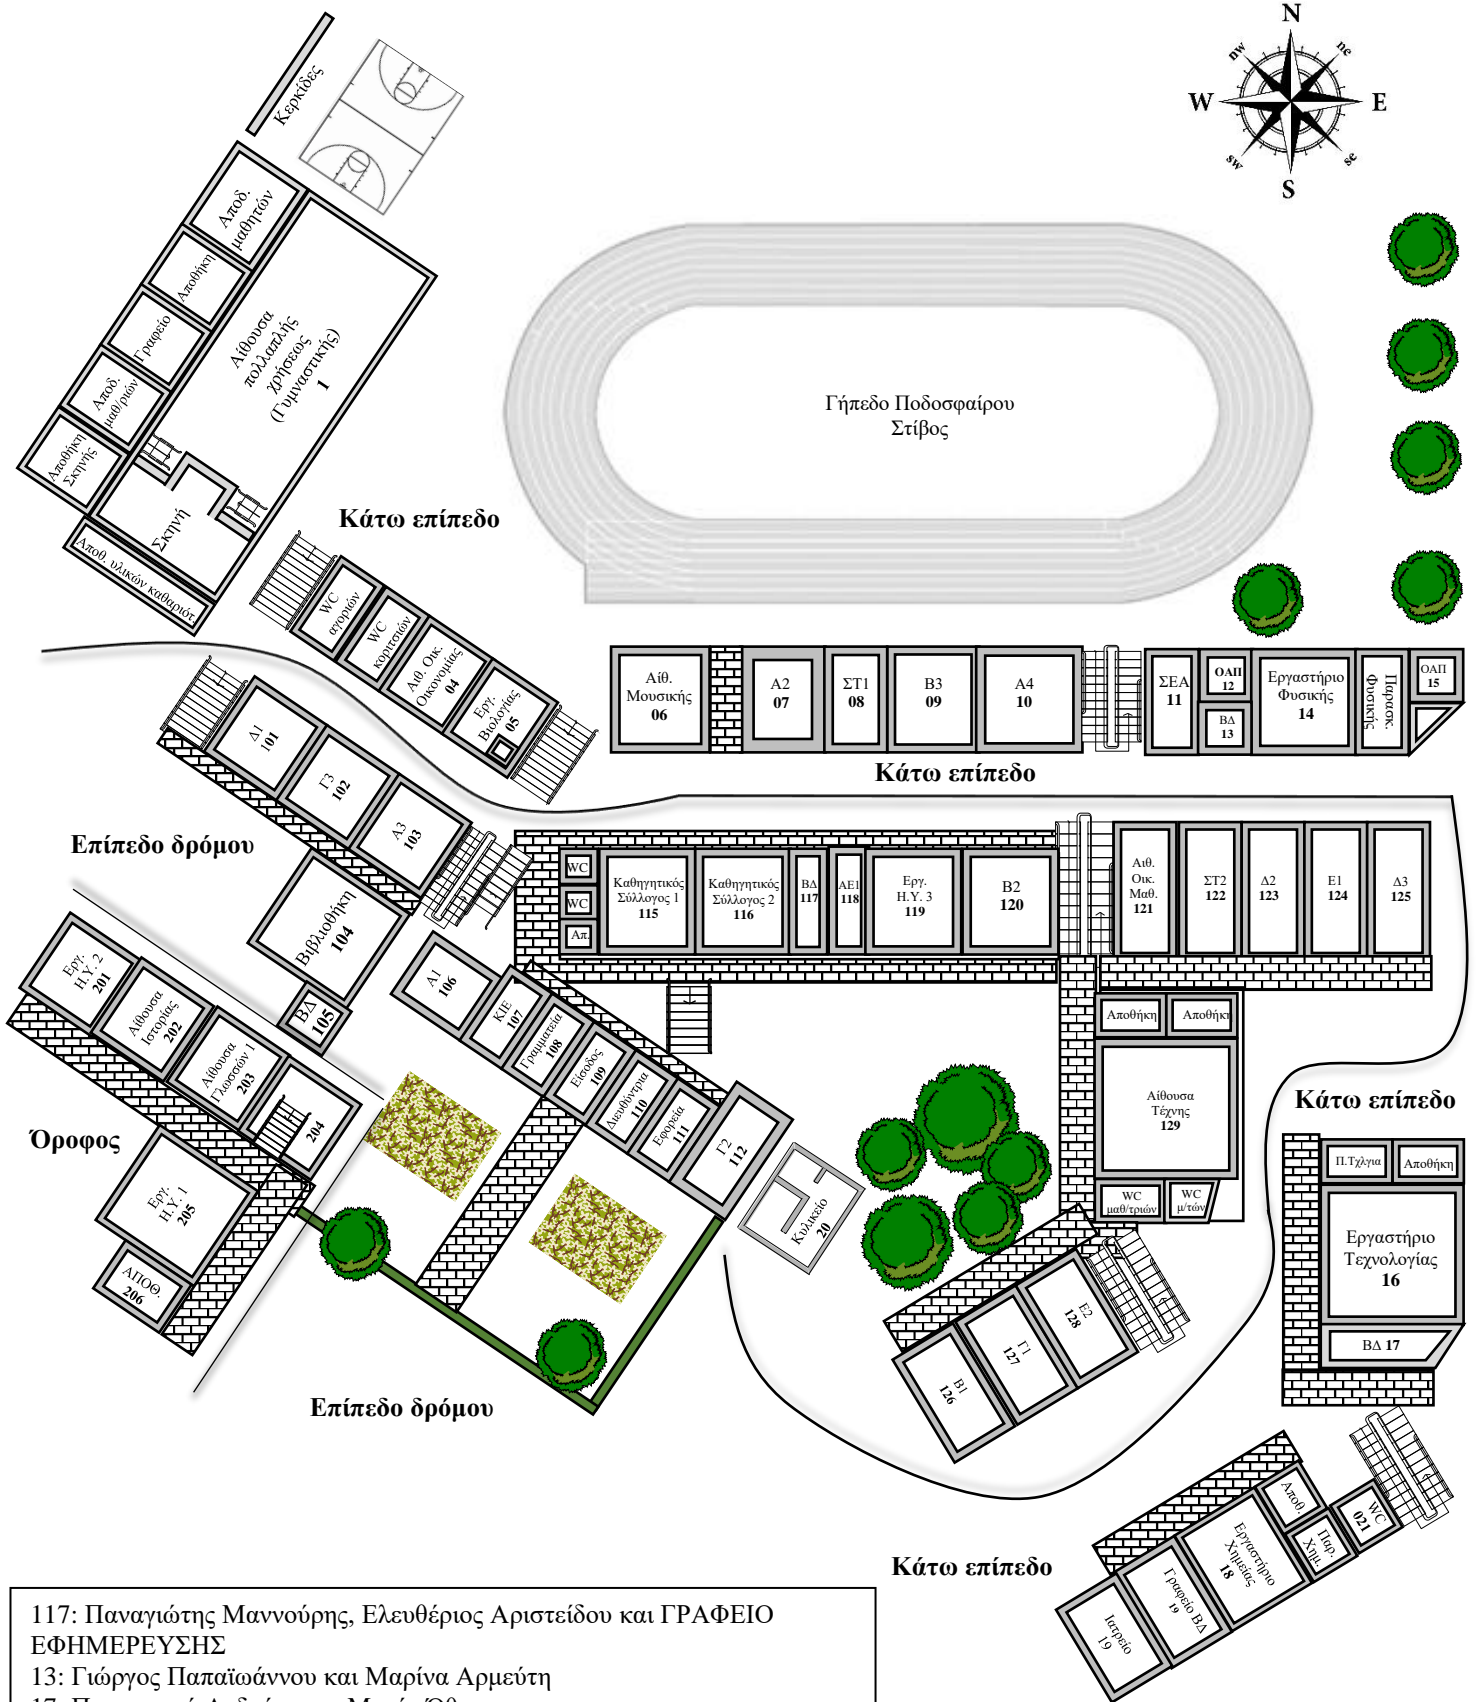 N
nw
ne
W
E
sw
se
S
Κερκίδες
Αποδ.
μαθητών
Αποθήκη
Γραφείο
Αποδ.
μαθ/ριών
Αποθήκη
Σκηνής
Αίθουσα
πολλαπλής
χρήσεως
(Γυμναστικής)
1
Σκηνή
Αποθ. υλικών καθαριότ.
Γήπεδο Ποδοσφαίρου
Στίβος
Κάτω επίπεδο
WC
αγοριών
WC
κοριτσιών
Αιθ. Οικ.
Οικονομίας
04
Εργ.
Βιολογίας
05
Αίθ.
Μουσικής
06
Α2
07
ΣΤ1
08
Β3
09
Α4
10
ΣΕΑ
11
ΟΑΠ
12
ΒΔ
13
Εργαστήριο
Φυσικής
14
Παρασκ.
Φυσικής
ΟΑΠ
15
Κάτω επίπεδο
Δ1
101
Γ3
102
Α3
103
Επίπεδο δρόμου
Βιβλιοθήκη
104
ΒΔ
105
WC
WC
Απ.
Καθηγητικός
Σύλλογος 1
115
Καθηγητικός
Σύλλογος 2
116
ΒΔ
117
ΑΕ1
118
Εργ.
Η.Υ. 3
119
Β2
120
Αιθ.
Οικ.
Μαθ.
121
ΣΤ2
122
Δ2
123
Ε1
124
Δ3
125
Εργ.
Η.Υ. 2
201
Αίθουσα
Ιστορίας
202
Αίθουσα
Γλωσσών 1
203
204
Όροφος
Εργ.
Η.Υ. 1
205
ΑΠΟΘ.
206
Α1
106
ΚΙΕ
107
Γραμματεία
108
Είσοδος
109
Διευθύντρια
110
Εφορεία
111
Γ2
112
Κυλικείο
20
Αποθήκη
Αποθήκη
Αίθουσα
Τέχνης
129
WC
μαθ/τριών
WC
μ/τών
Κάτω επίπεδο
Π.Τχλγια
Αποθήκη
Εργαστήριο
Τεχνολογίας
16
ΒΔ 17
Β1
126
Γ1
127
Ε2
128
Επίπεδο δρόμου
Κάτω επίπεδο
Ιατρείο
19
Γραφείο ΒΔ
19
Εργαστήριο
Χημείας
18
Αποθ.
Παρ.
Χημ.
WC
021
117: Παναγιώτης Μαννούρης, Ελευθέριος Αριστείδου και ΓΡΑΦΕΙΟ
ΕΦΗΜΕΡΕΥΣΗΣ
13: Γιώργος Παπαϊωάννου και Μαρίνα Αρμεύτη